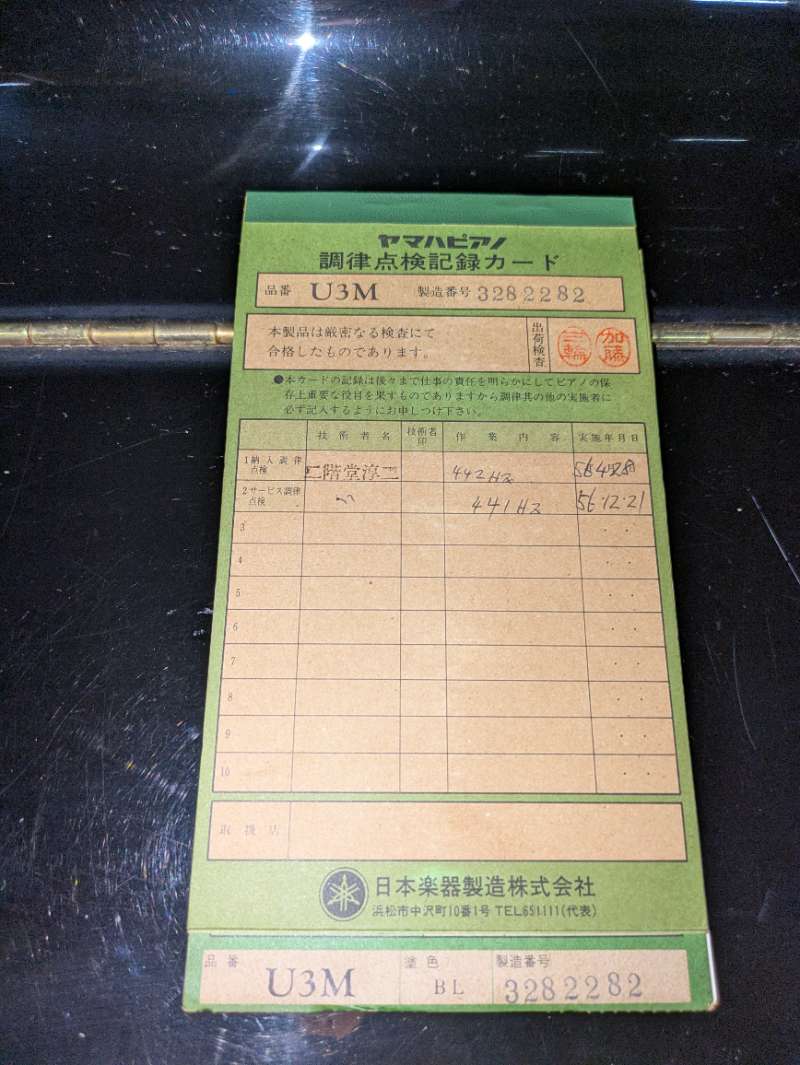 ヤマハピアノ
調律点検記録カード
品番 U3M 製造番号 3282282
本製品は厳密なる検査にて
合格したものであります。
出荷検査 三輪 加藤
●本カードの記録は後々まで仕事の責任を明らかにしてピアノの保
存上重要な役目を果すものでありますから調律其の他の実施者に
必ず記入するようにお申しつけ下さい。
技術者名 技術者印 作業内容 実施年月日
1 納入調律点検 二階堂淳二 442HZ 56.4.28
2 サービス調律点検 〃 441HZ 56.12.21
3
4
5
6
7
8
9
10
取扱店
日本楽器製造株式会社
浜松市中沢町10番1号 TEL651111(代表)
品番 U3M 塗色 BL 製造番号 3282282